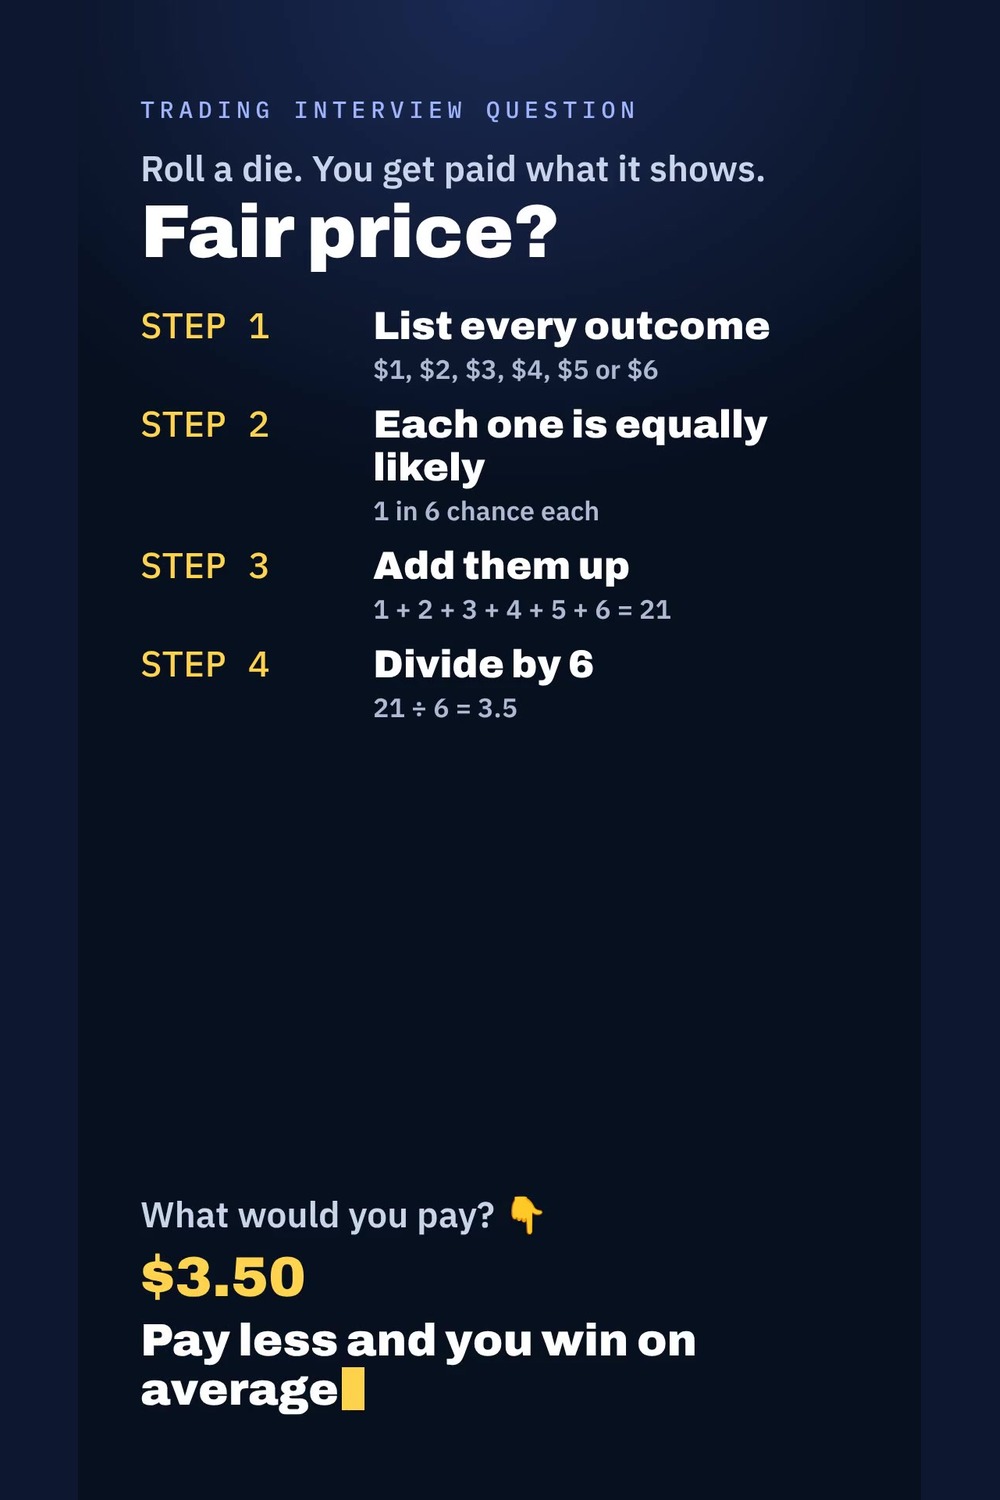 TRADING INTERVIEW QUESTION
Roll a die. You get paid what it shows.
Fair price?
STEP 1
List every outcome
$1, $2, $3, $4, $5 or $6
STEP 2
Each one is equally
likely
1 in 6 chance each
STEP 3
Add them up
1 + 2 + 3 + 4 + 5 + 6 = 21
STEP 4
Divide by 6
21 ÷ 6 = 3.5
What would you pay? 👇
$3.50
Pay less and you win on
average